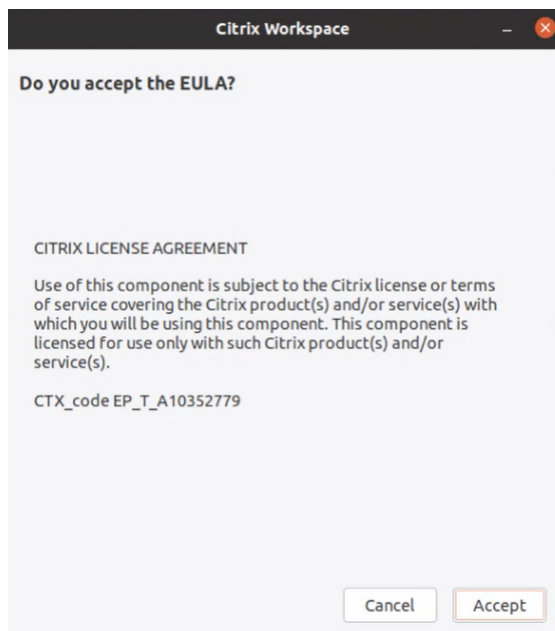 Citrix Workspace
Do you accept the EULA?
CITRIX LICENSE AGREEMENT
Use of this component is subject to the Citrix license or terms
of service covering the Citrix product(s) and/or service(s) with
which you will be using this component. This component is
licensed for use only with such Citrix product(s) and/or
service(s).
CTX_code EP_T_A10352779
Cancel Accept